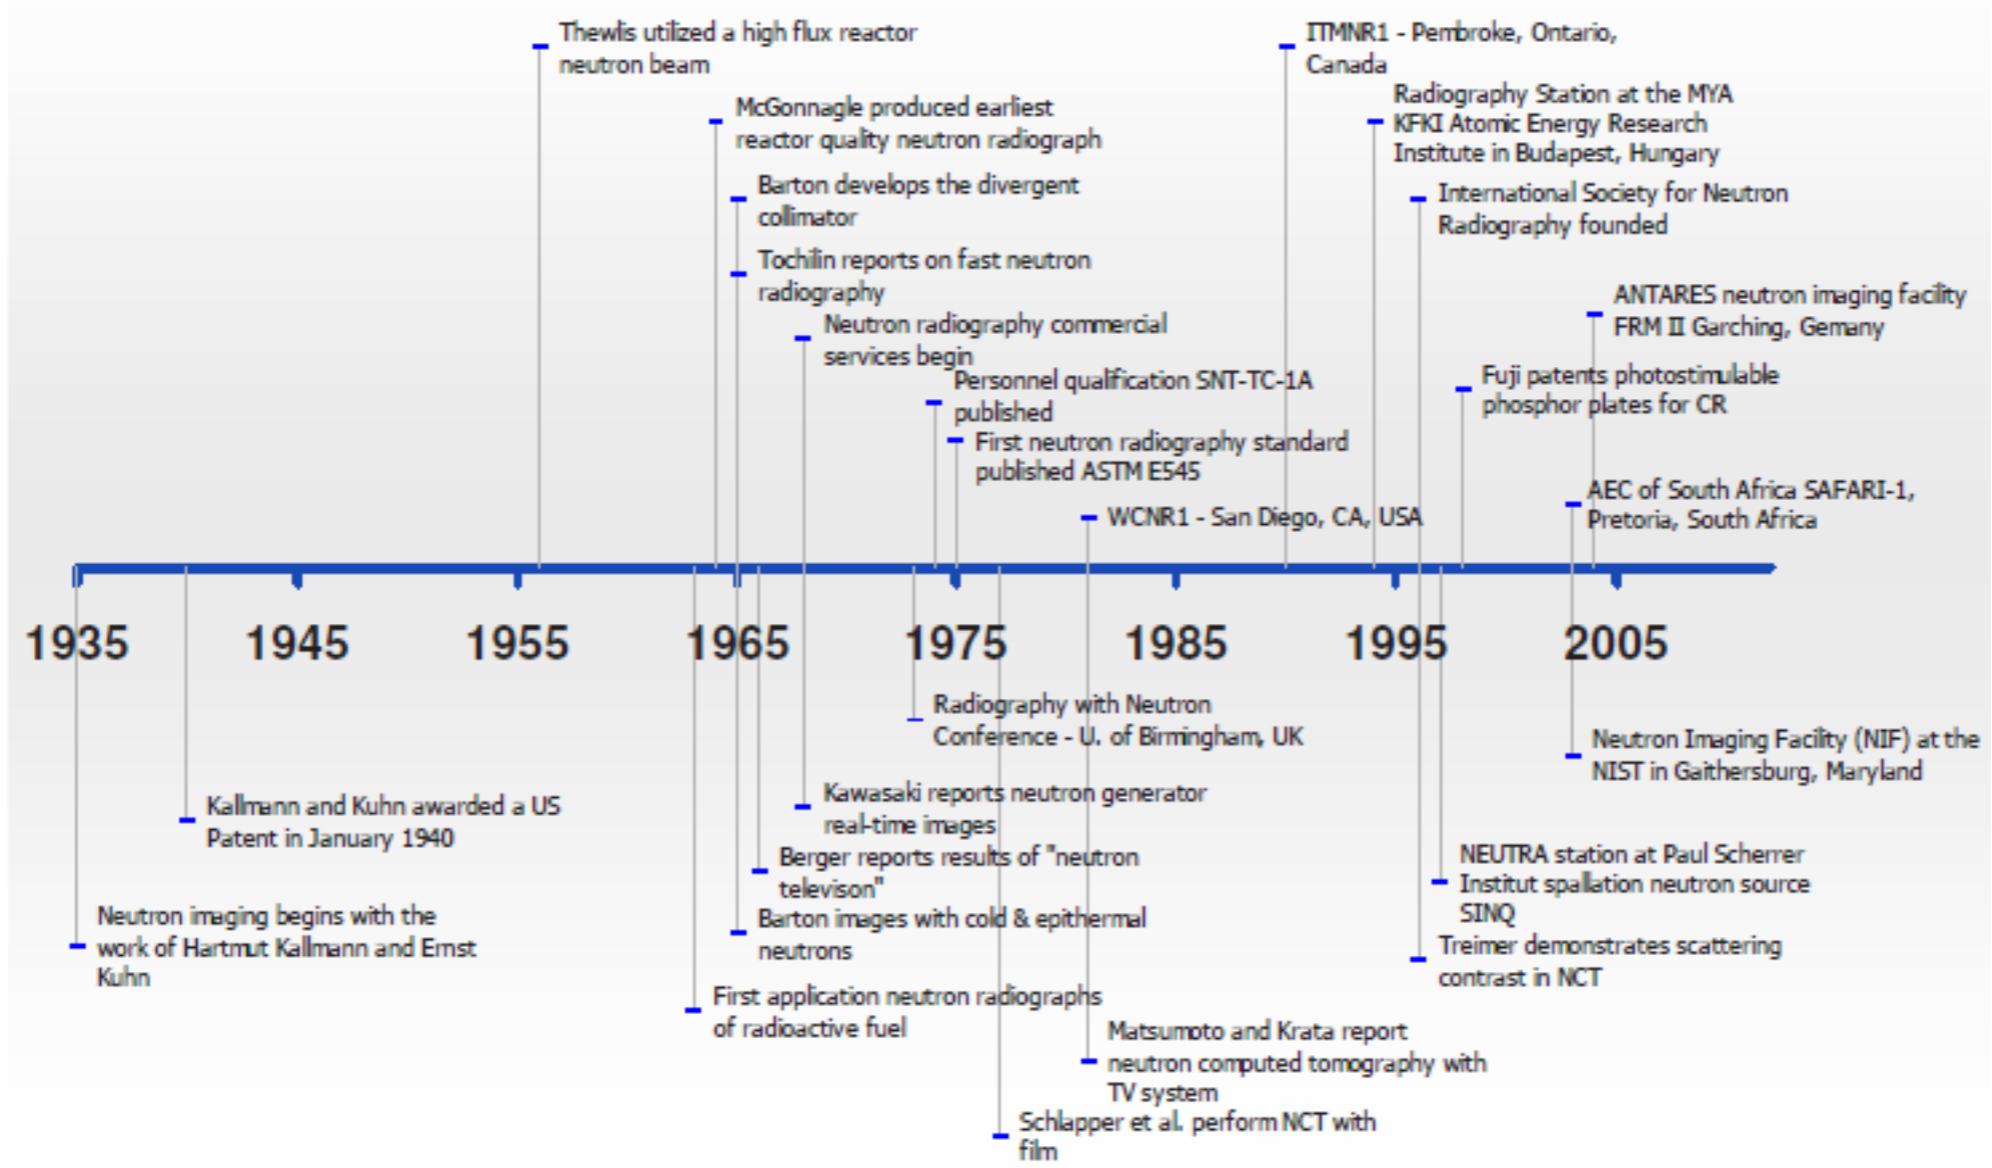 Thewlis utilized a high flux reactor
neutron beam
McGonnagle produced earliest
reactor quality neutron radiograph
Barton develops the divergent
collimator
Tochilin reports on fast neutron
radiography
Neutron radiography commercial
services begin
Personnel qualification SNT-TC-1A
published
First neutron radiography standard
published ASTM E545
WCNR1 - San Diego, CA, USA
ITMNR1 - Pembroke, Ontario,
Canada
Radiography Station at the MYA
KFKI Atomic Energy Research
Institute in Budapest, Hungary
International Society for Neutron
Radiography founded
ANTARES neutron imaging facility
FRM II Garching, Gemany
Fuji patents photostimulable
phosphor plates for CR
AEC of South Africa SAFARI-1,
Pretoria, South Africa
1935 1945 1955 1965 1975 1985 1995 2005
Radiography with Neutron
Conference - U. of Birmingham, UK
Neutron Imaging Facility (NIF) at the
NIST in Gaithersburg, Maryland
Kallmann and Kuhn awarded a US
Patent in January 1940
Kawasaki reports neutron generator
real-time images
Berger reports results of "neutron
televison"
NEUTRA station at Paul Scherrer
Institut spallation neutron source
SINQ
Neutron imaging begins with the
work of Hartmut Kallmann and Ernst
Kuhn
Barton images with cold & epithermal
neutrons
Treimer demonstrates scattering
contrast in NCT
First application neutron radiographs
of radioactive fuel
Matsumoto and Krata report
neutron computed tomography with
TV system
Schlapper et al. perform NCT with
film